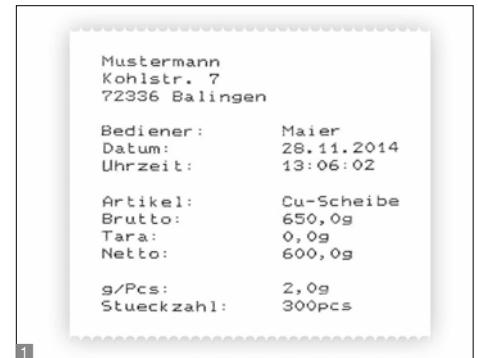 Mustermann
Kohlstr. 7
72336 Balingen
Bediener: Maier
Datum: 28.11.2014
Uhrzeit: 13:06:02
Artikel: Cu-Scheibe
Brutto: 650,0g
Tara: 0,0g
Netto: 600,0g
g/Pcs: 2,0g
Stueckzahl: 300pcs
1